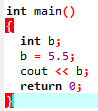 int main()
{
int b;
b = 5.5;
cout << b;
return 0;
}